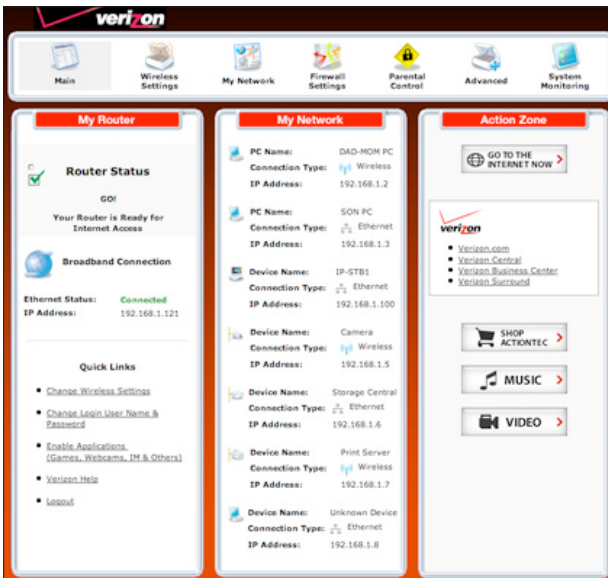 verizon
Main
Wireless
Settings
My Network
Firewall
Settings
Parental
Control
Advanced
System
Monitoring
My Router
Router Status
GO!
Your Router is Ready for
Internet Access
Broadband Connection
Ethernet Status: Connected
IP Address: 192.168.1.121
Quick Links
Change Wireless Settings
Change Login User Name &
Password
Enable Applications
(Games, Webcams, IM & Others)
Verizon Help
Logout
My Network
PC Name: DAD-MOM PC
Connection Type: Wireless
IP Address: 192.168.1.2
PC Name: SON PC
Connection Type: Ethernet
IP Address: 192.168.1.3
Device Name: IP-STB1
Connection Type: Ethernet
IP Address: 192.168.1.100
Device Name: Camera
Connection Type: Wireless
IP Address: 192.168.1.5
Device Name: Storage Central
Connection Type: Ethernet
IP Address: 192.168.1.6
Device Name: Print Server
Connection Type: Wireless
IP Address: 192.168.1.7
Device Name: Unknown Device
Connection Type: Ethernet
IP Address: 192.168.1.8
Action Zone
GO TO THE
INTERNET NOW
verizon
Verizon.com
Verizon Central
Verizon Business Center
Verizon Surround
SHOP
ACTIONTEC
MUSIC
VIDEO